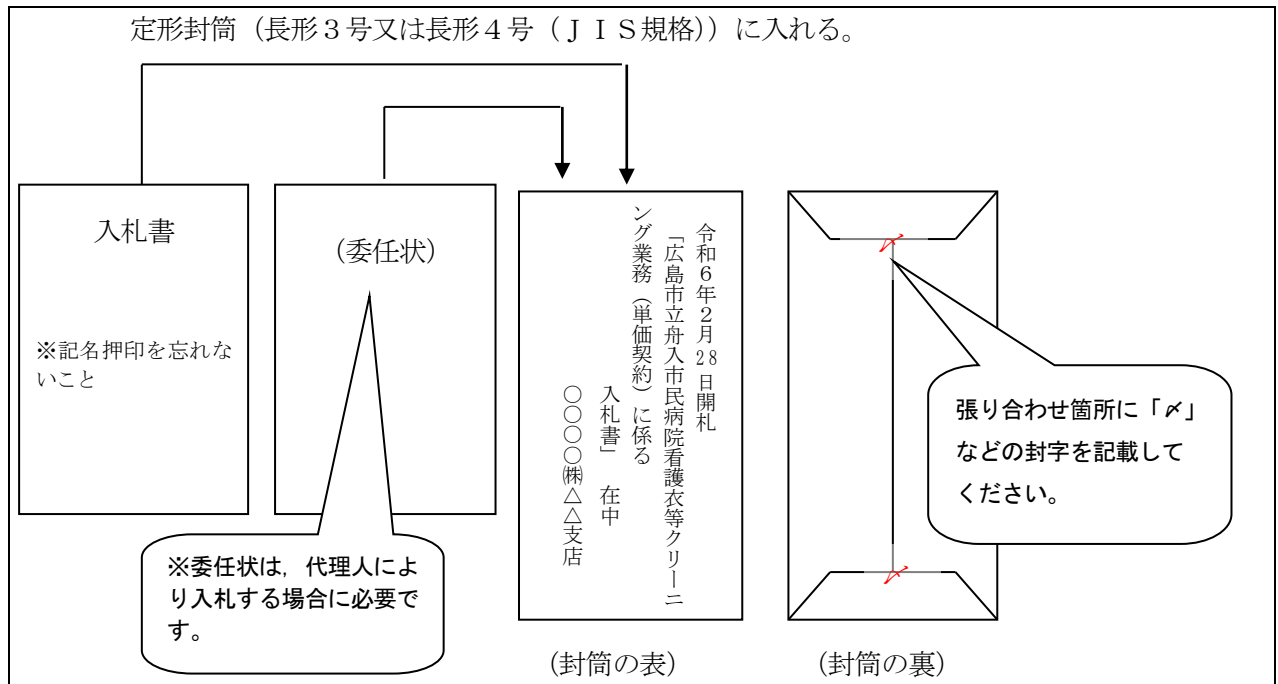 定形封筒（長形３号又は長形４号（ＪＩＳ規格））に入れる。
入札書
※記名押印を忘れな
いこと
（委任状）
※委任状は，代理人によ
り入札する場合に必要で
す。
令和６年２月28日開札
「広島市立舟入市民病院看護衣等クリーニ
ング業務（単価契約）に係る
入札書」　在中
〇〇〇〇㈱△△支店
（封筒の表）
〆
張り合わせ箇所に「〆」
などの封字を記載して
ください。
〆
（封筒の裏）